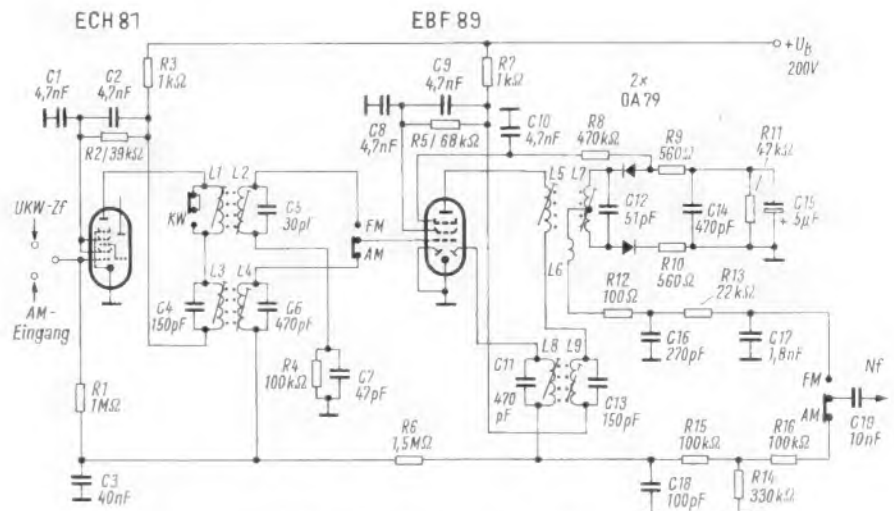 ECH 81
EBF 89
C1
4,7nF
C2
4,7nF
R3
1kΩ
C9
4,7nF
R7
1kΩ
+UB
200V
2x
OA79
C8
4,7nF
C10
4,7nF
R8
470kΩ
R9
560Ω
R11
47kΩ
R2/39kΩ
R5/68kΩ
L1
L2
L5
L7
KW
C5
30pF
FM
AM
C12
51pF
C14
470pF
C15
+ 5µF
UKW-Zf
AM-
Eingang
L3
L4
C4
150pF
C6
470pF
L6
R10
560Ω
R12
100Ω
R13
22kΩ
R1
1MΩ
R4
100kΩ
C7
47pF
L8
L9
C11
470
pF
C13
150pF
C16
270pF
C17
1,8nF
FM
AM
Nf
C19
10nF
R6
1,5MΩ
R15
100kΩ
R16
100kΩ
C3
40nF
C18
100pF
R14
330kΩ